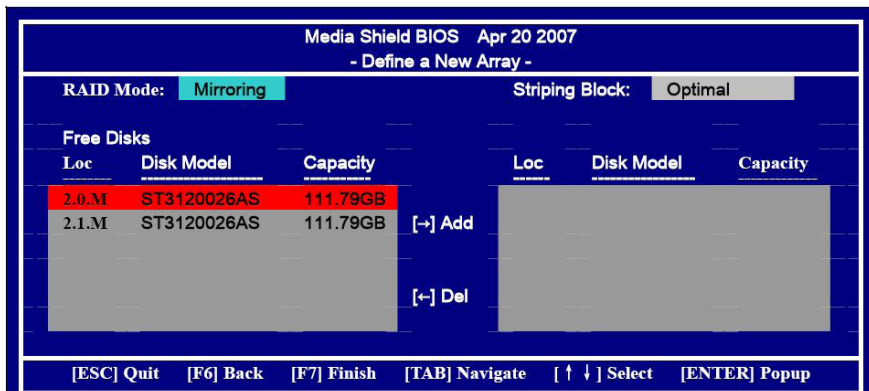 Media Shield BIOS Apr 20 2007
- Define a New Array -
RAID Mode: Mirroring Striping Block: Optimal
Free Disks
Loc Disk Model Capacity Loc Disk Model Capacity
2.0.M ST3120026AS 111.79GB
2.1.M ST3120026AS 111.79GB [→] Add
[←] Del
[ESC] Quit [F6] Back [F7] Finish [TAB] Navigate [ ↑ ↓ ] Select [ENTER] Popup